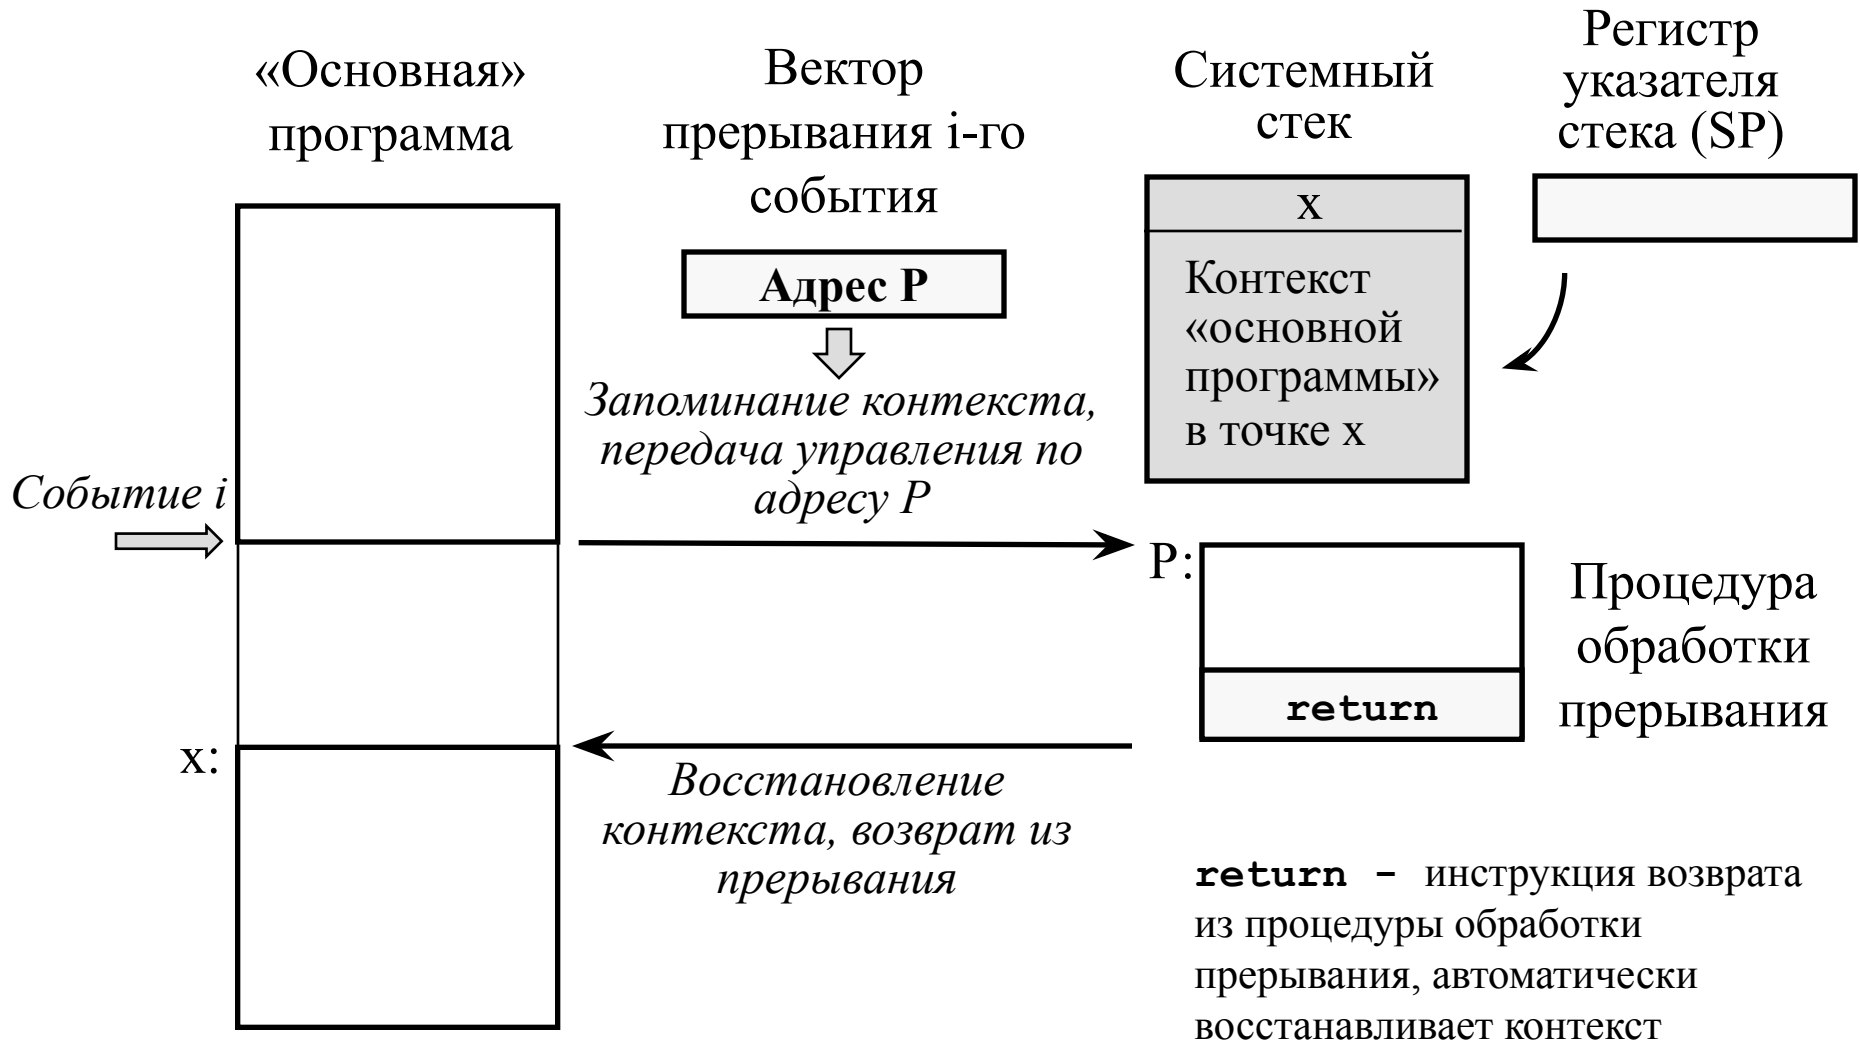 «Основная»
программа
Вектор
прерывания i-го
события
Системный
стек
Регистр
указателя
стека (SP)
Адрес P
x
Контекст
«основной
программы»
в точке x
Запоминание контекста,
передача управления по
адресу P
Событие i
P:
return
Процедура
обработки
прерывания
x:
Восстановление
контекста, возврат из
прерывания
return – инструкция возврата
из процедуры обработки
прерывания, автоматически
восстанавливает контекст